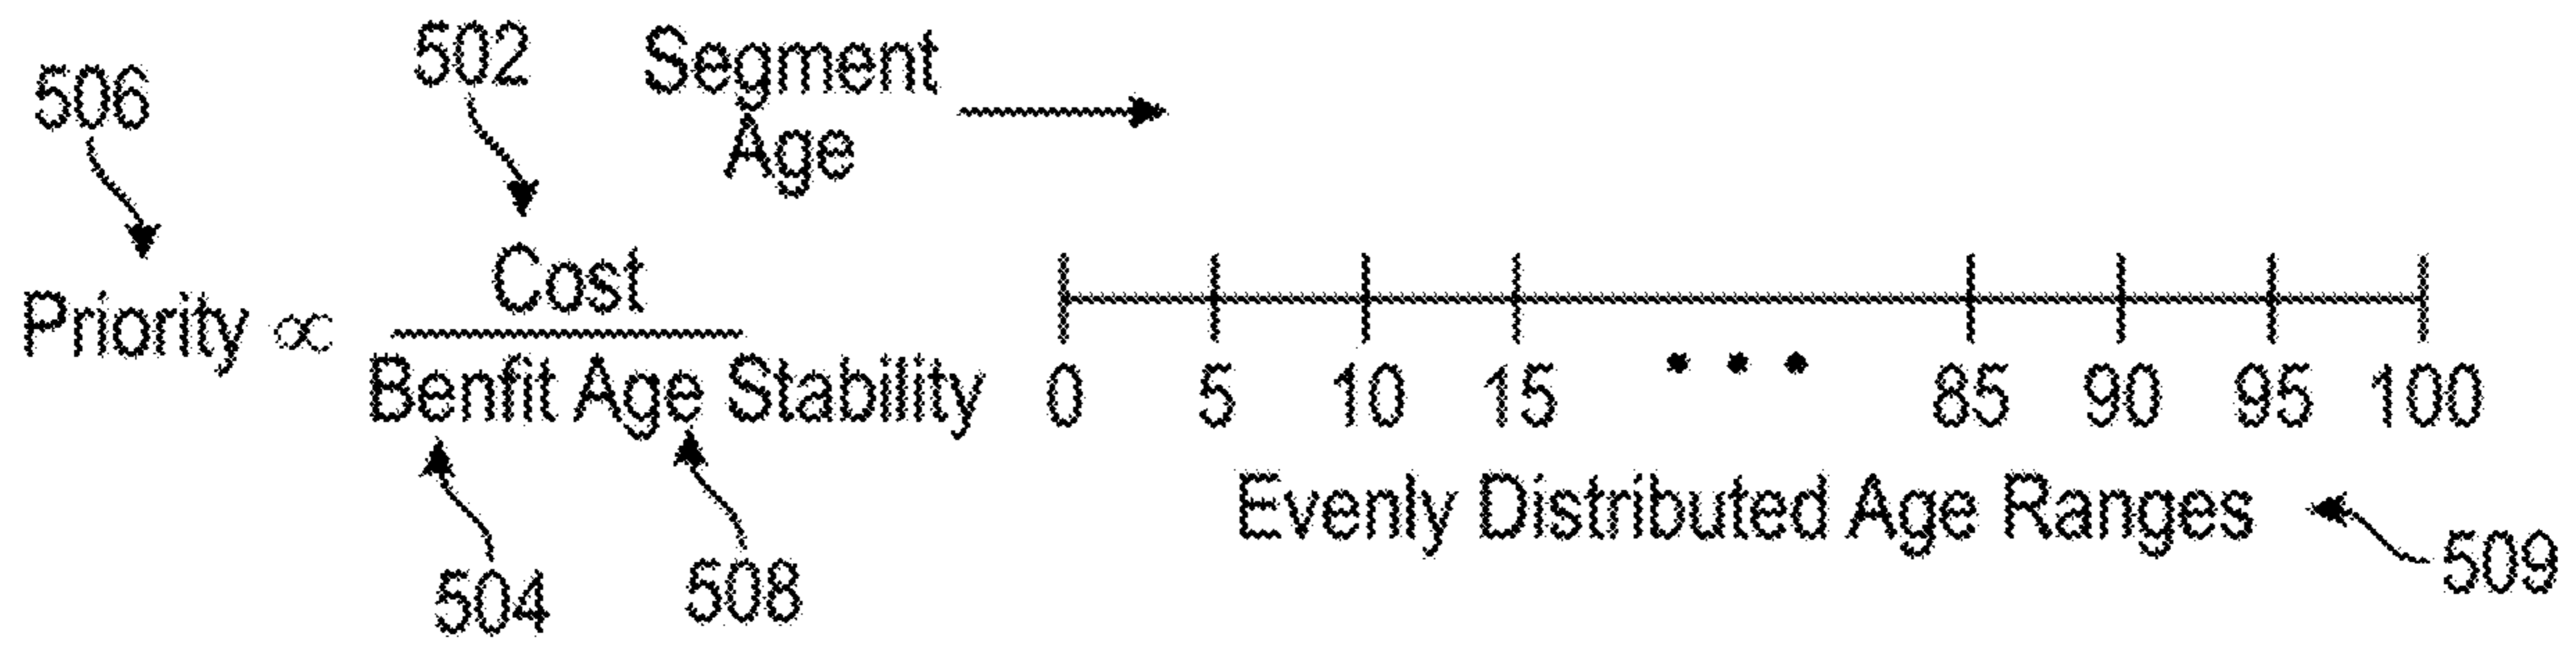 506
502
Segment
Age
Cost
Priority ∝
Benfit Age Stability
0 5 10 15 • • • 85 90 95 100
Evenly Distributed Age Ranges
504
508
509